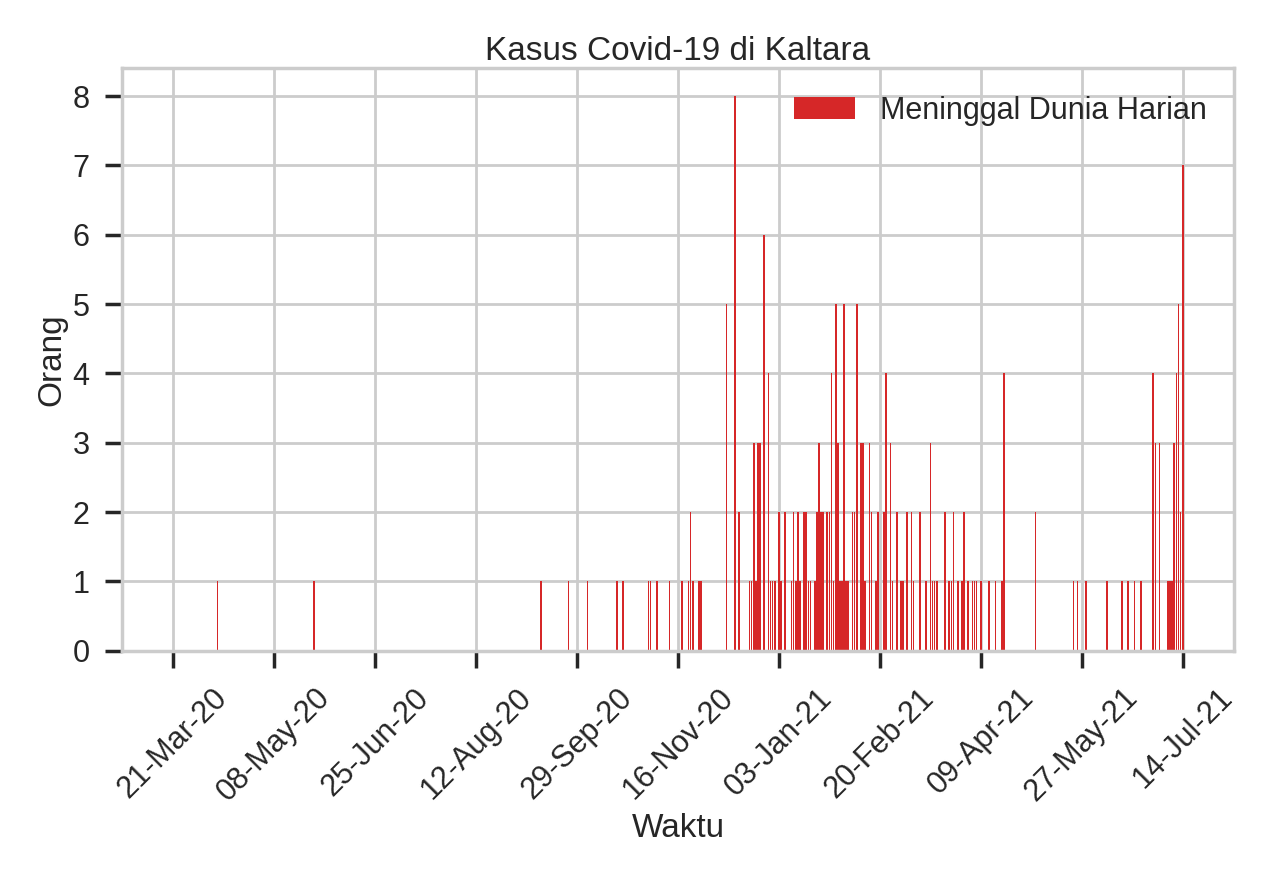 Kasus Covid-19 di Kaltara
Meninggal Dunia Harian
Orang
8
7
6
5
4
3
2
1
0
21-Mar-20
08-May-20
25-Jun-20
12-Aug-20
29-Sep-20
16-Nov-20
03-Jan-21
20-Feb-21
09-Apr-21
27-May-21
14-Jul-21
Waktu